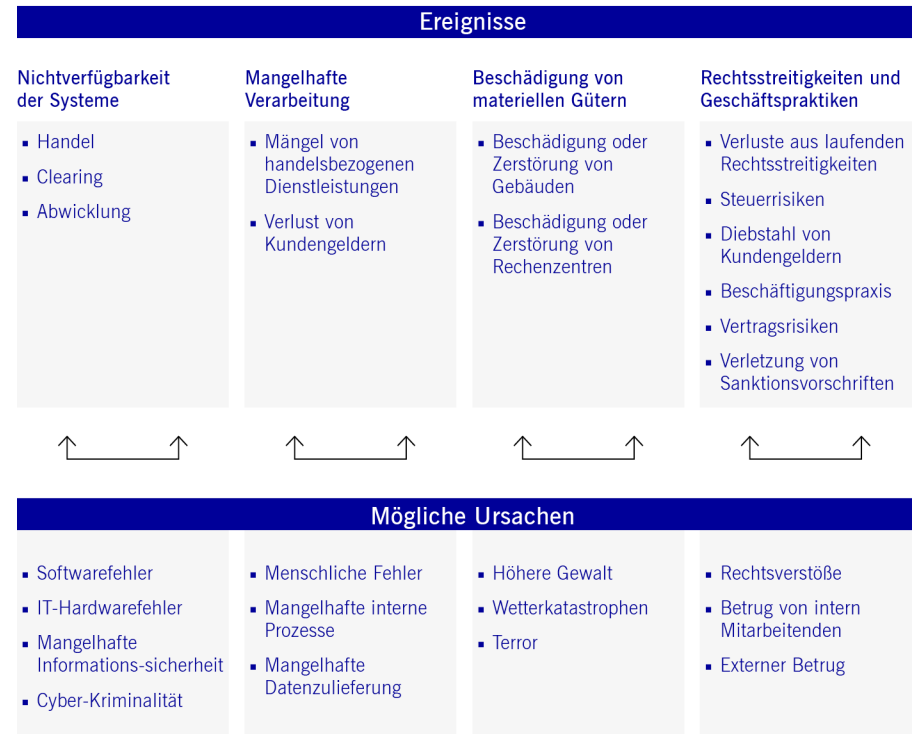 Ereignisse
Nichtverfügbarkeit
der Systeme
▪ Handel
▪ Clearing
▪ Abwicklung
Mangelhafte
Verarbeitung
▪ Mängel von
handelsbezogenen
Dienstleistungen
▪ Verlust von
Kundengeldern
Beschädigung von
materiellen Gütern
▪ Beschädigung oder
Zerstörung von
Gebäuden
▪ Beschädigung oder
Zerstörung von
Rechenzentren
Rechtsstreitigkeiten und
Geschäftspraktiken
▪ Verluste aus laufenden
Rechtsstreitigkeiten
▪ Steuerrisiken
▪ Diebstahl von
Kundengeldern
▪ Beschäftigungspraxis
▪ Vertragsrisiken
▪ Verletzung von
Sanktionsvorschriften
Mögliche Ursachen
▪ Softwarefehler
▪ IT-Hardwarefehler
▪ Mangelhafte
Informations-sicherheit
▪ Cyber-Kriminalität
▪ Menschliche Fehler
▪ Mangelhafte interne
Prozesse
▪ Mangelhafte
Datenzulieferung
▪ Höhere Gewalt
▪ Wetterkatastrophen
▪ Terror
▪ Rechtsverstöße
▪ Betrug von intern
Mitarbeitenden
▪ Externer Betrug